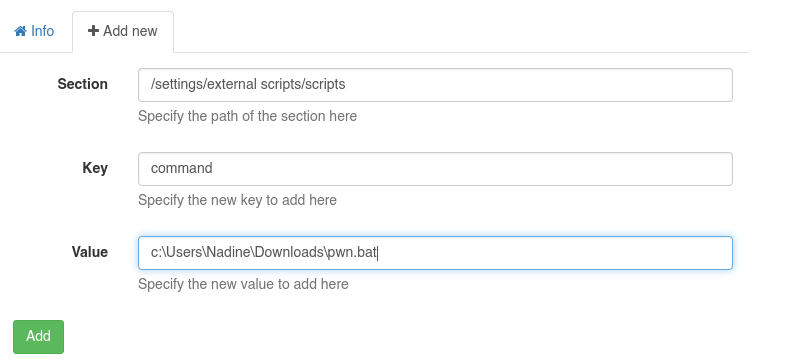 Info
Add new
Section
/settings/external scripts/scripts
Specify the path of the section here
Key
command
Specify the new key to add here
Value
c:\Users\Nadine\Downloads\pwn.bat
Specify the new value to add here
Add